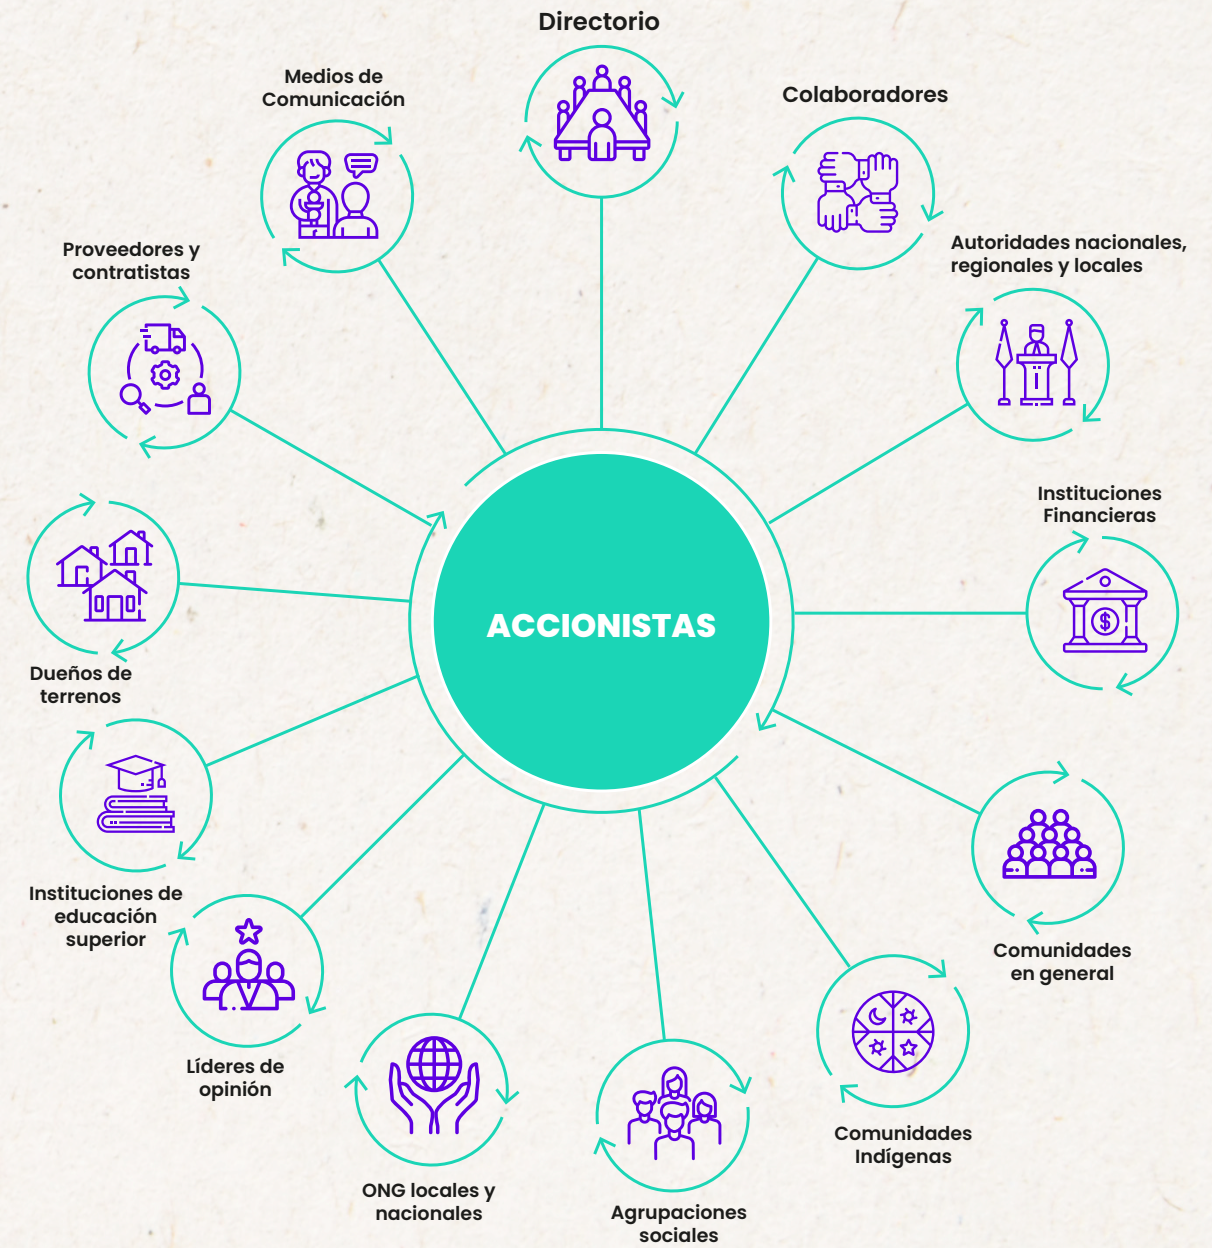 Directorio
Medios de
Comunicación
Colaboradores
Proveedores y
contratistas
Autoridades nacionales,
regionales y locales
Instituciones
Financieras
ACCIONISTAS
Dueños de
terrenos
Instituciones de
educación
superior
Comunidades
en general
Líderes de
opinión
Comunidades
Indígenas
ONG locales y
nacionales
Agrupaciones
sociales